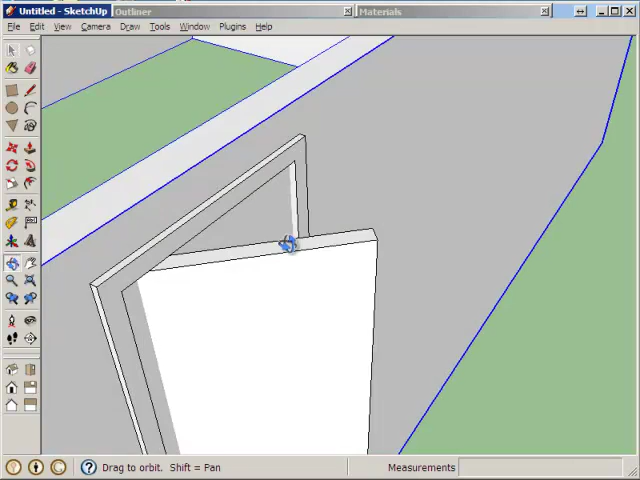 Untitled - SketchUp
Outliner
Materials
File Edit View Camera Draw Tools Window Plugins Help
Drag to orbit. Shift = Pan
Measurements